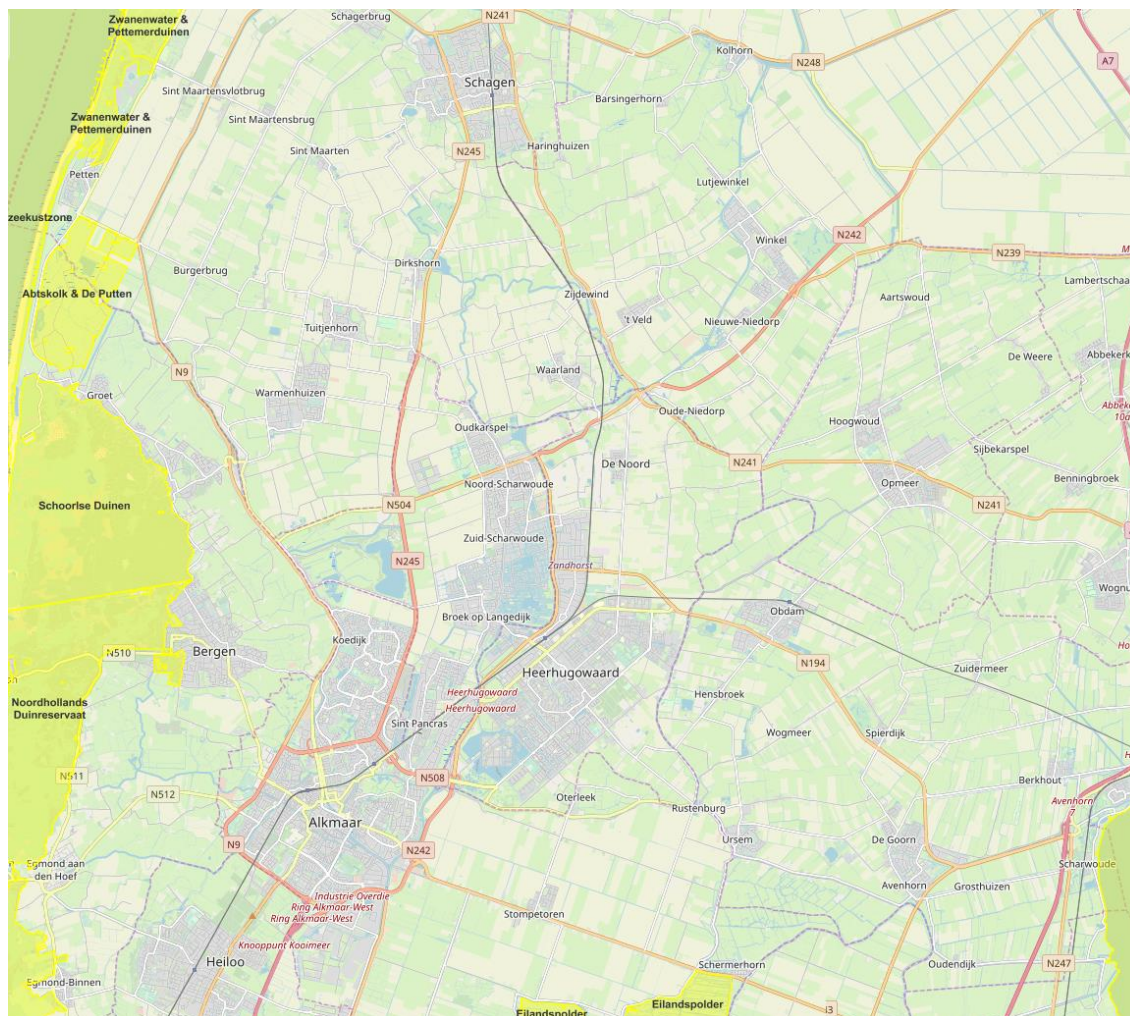 Zwanenwater &
Pettemerduinen
Schagerbrug
N241
Kolhorn
N248
A7
Schagen
Sint Maartensvlotbrug
Barsingerhorn
Zwanenwater &
Pettemerduinen
Sint Maartensbrug
Sint Maarten
N245
Haringhuizen
Petten
Lutjewinkel
zeekustzone
Winkel
N242
N239
Burgerbrug
Dirkshorn
Lambertschaa
Abtskolk & De Putten
Zijdewind
Aartswoud
Tuitjenhorn
't Veld
Nieuwe-Niedorp
De Weere
Abbekerk
N9
Waarland
Groet
Warmenhuizen
Abbeke
10a
Oude-Niedorp
Hoogwoud
Oudkarspel
Sijbekarspel
De Noord
N241
Benningbroek
Noord-Scharwoude
Opmeer
Schoorlse Duinen
N504
N241
Zuid-Scharwoude
N245
Zandhorst
Wognu
Broek op Langedijk
Obdam
Koedijk
N510
Bergen
N194
Zuidermeer
Heerhugowaard
Heerhugowaard
Hensbroek
Noordhollands
Duinreservaat
Heerhugowaard
Sint Pancras
Wogmeer
Spierdijk
N511
N508
Berkhout
N512
Oterleek
Rustenburg
Avenhorn
7
Alkmaar
Ursem
De Goorn
N9
N242
Egmond aan
den Hoef
Scharwoude
Avenhorn
Grosthuizen
Industrie Overdie
Ring Alkmaar-West
Ring Alkmaar-West
Stompetoren
Knooppunt Kooimeer
Heiloo
Schermerhorn
Oudendijk
N247
Egmond-Binnen
Eilandspolder
Eilandspolder